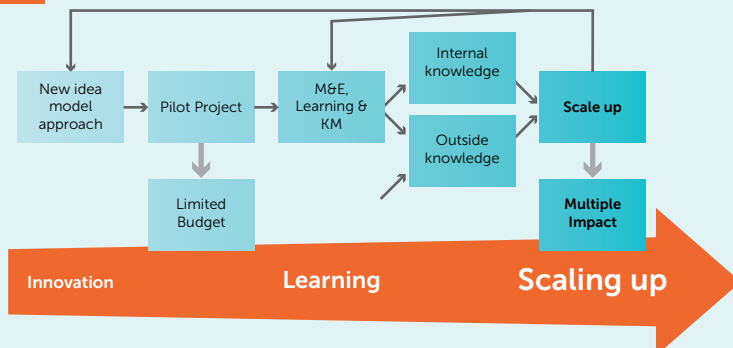 New idea
model
approach
Pilot Project
M&E,
Learning &
KM
Internal
knowledge
Outside
knowledge
Scale up
Limited
Budget
Multiple
Impact
Innovation
Learning
Scaling up